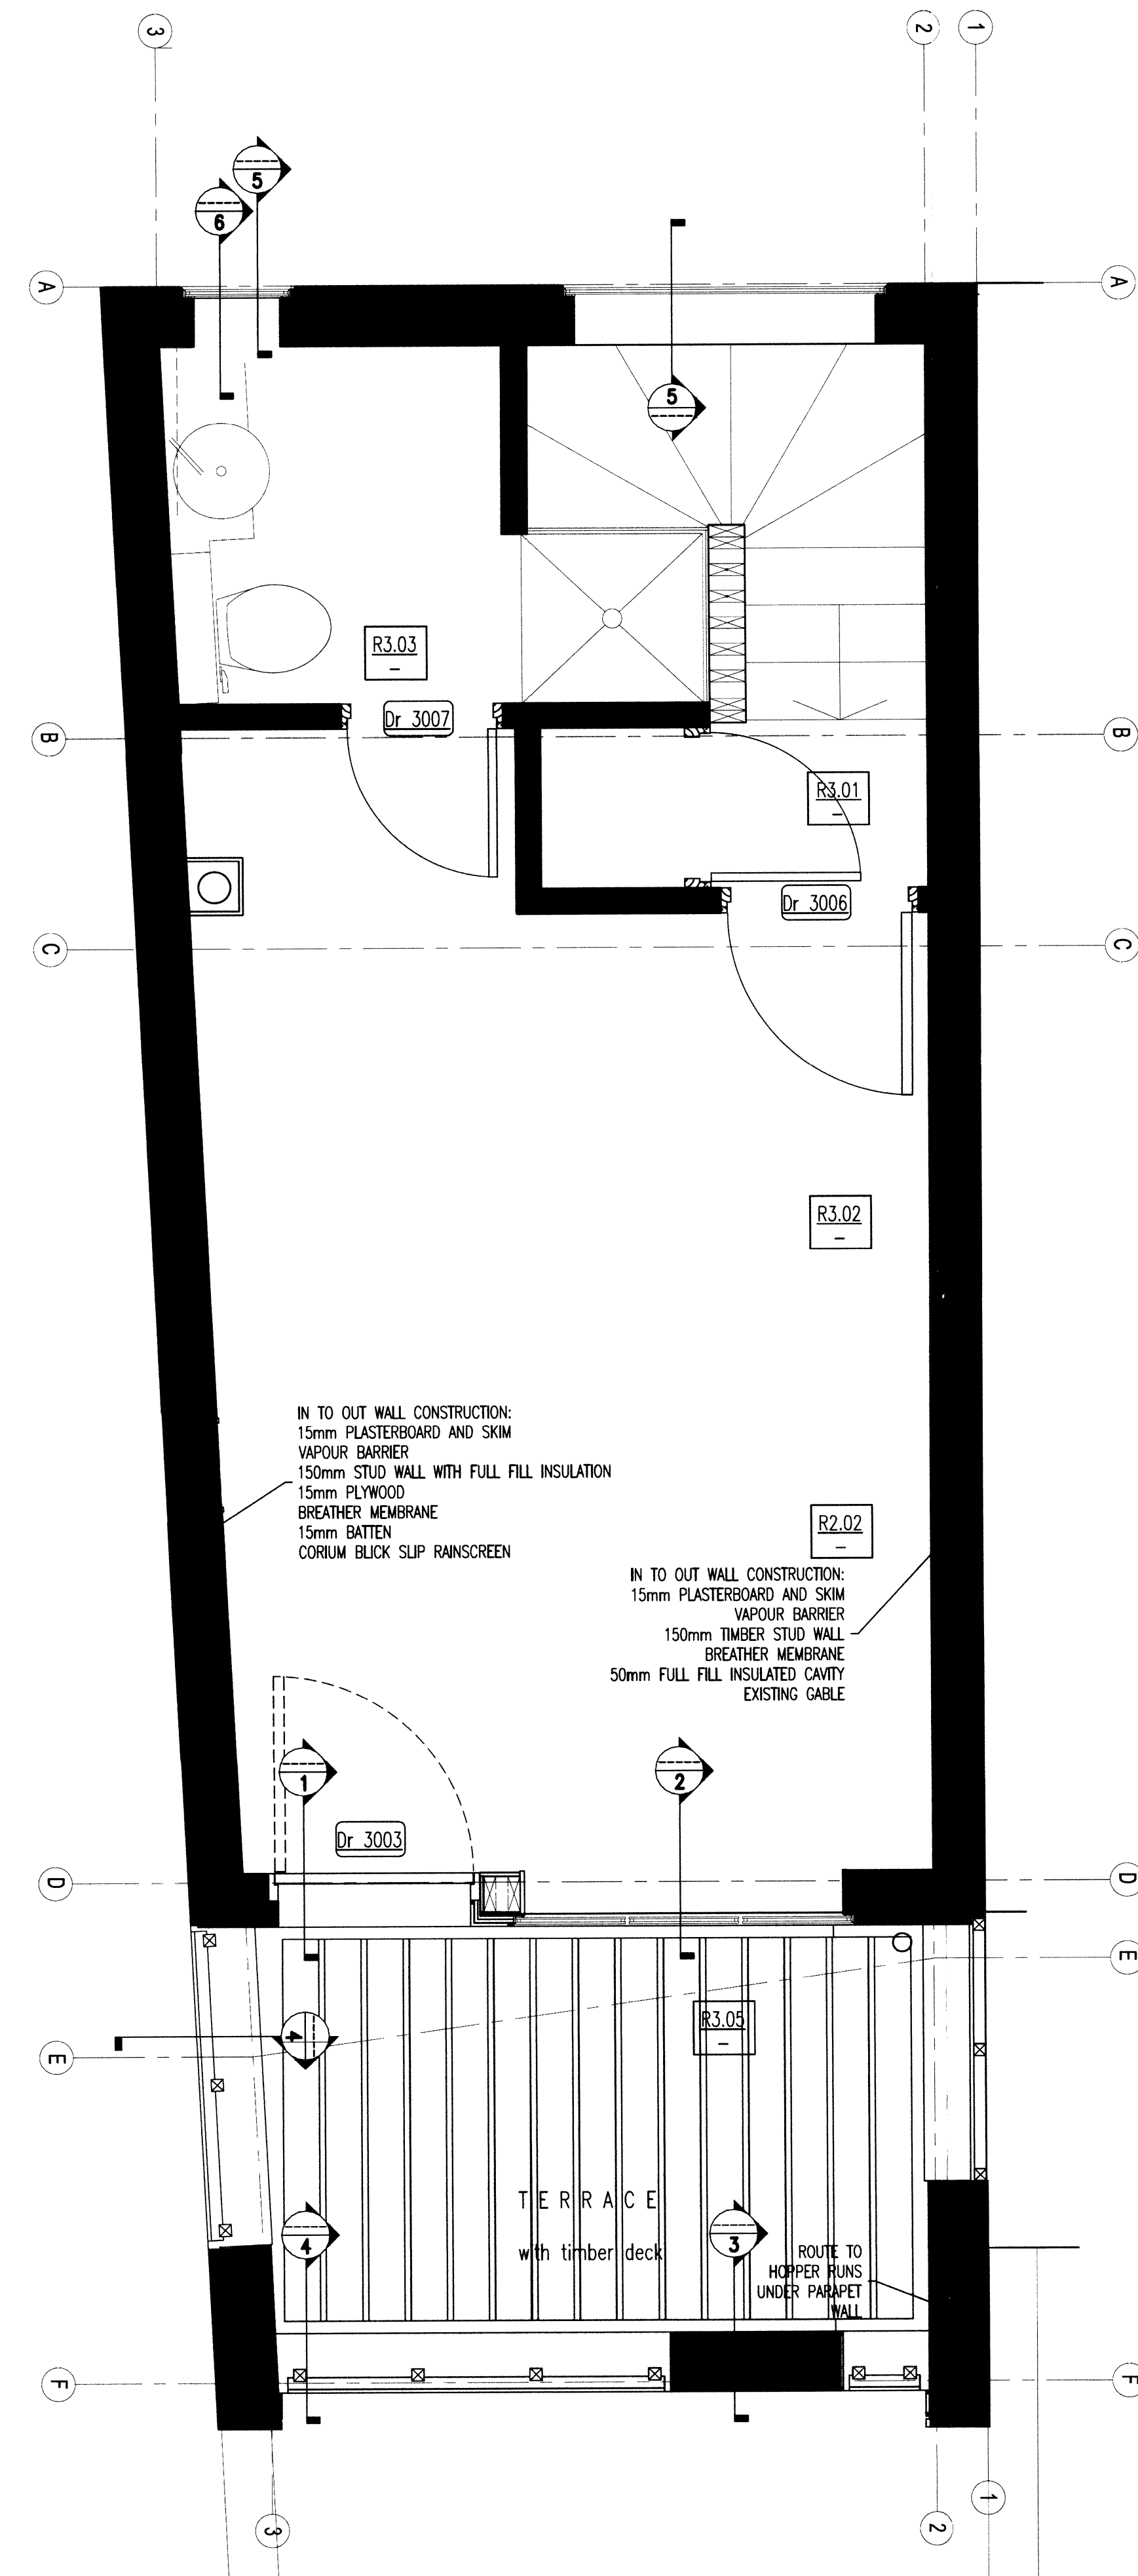 3
2
1
5
6
A
A
5
R3.03
–
Dr 3007
B
B
R3.01
–
Dr 3006
C
C
R3.02
–
IN TO OUT WALL CONSTRUCTION:
15mm PLASTERBOARD AND SKIM
VAPOUR BARRIER
150mm STUD WALL WITH FULL FILL INSULATION
15mm PLYWOOD
BREATHER MEMBRANE
15mm BATTEN
CORIUM BLICK SLIP RAINSCREEN
R2.02
–
IN TO OUT WALL CONSTRUCTION:
15mm PLASTERBOARD AND SKIM
VAPOUR BARRIER
150mm TIMBER STUD WALL
BREATHER MEMBRANE
50mm FULL FILL INSULATED CAVITY
EXISTING GABLE
1
2
Dr 3003
D
D
E
R3.05
–
4
E
TERRACE
with timber deck
4
3
ROUTE TO
HOPPER RUNS
UNDER PARAPET
WALL
F
F
3
2
1